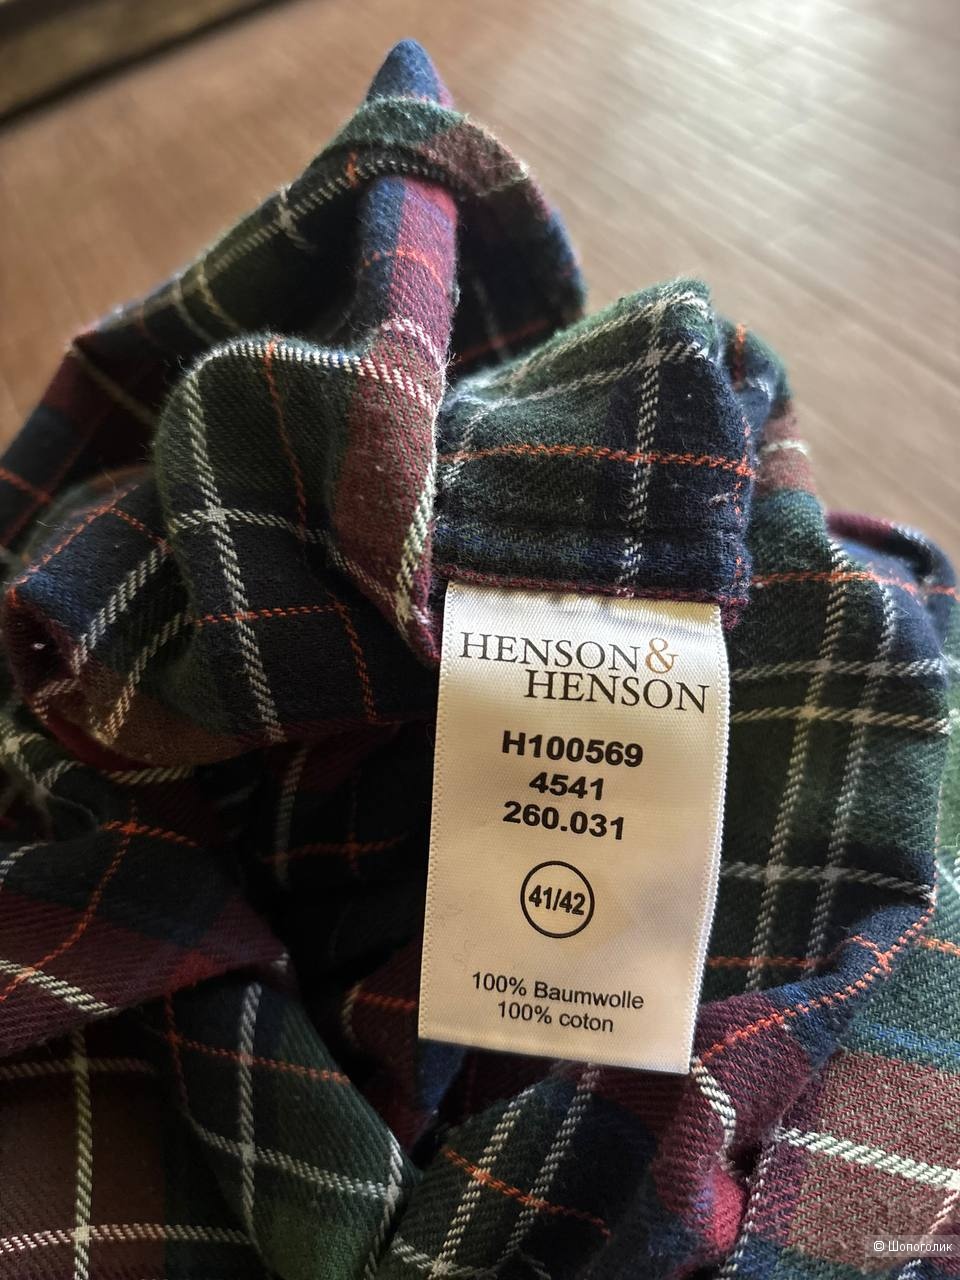 HENSON&
HENSON
H100569
4541
260.031
41/42
100% Baumwolle
100% coton
© Шопоголик